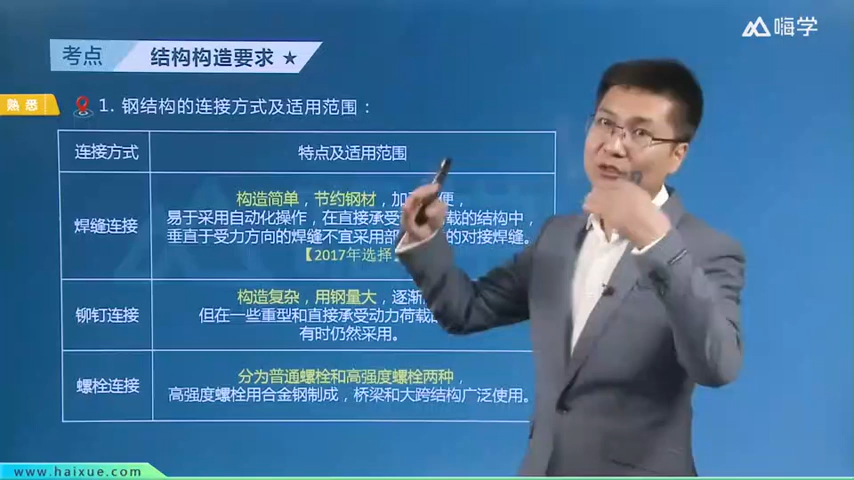 嗨学
考点 结构构造要求 ★
熟悉
1. 钢结构的连接方式及适用范围：
连接方式 特点及适用范围
焊缝连接
构造简单，节约钢材，加 便，
易于采用自动化操作，在直接承受 载的结构中，
垂直于受力方向的焊缝不宜采用部 的对接焊缝。
【2017年选择
铆钉连接
构造复杂，用钢量大，逐渐
但在一些重型和直接承受动力荷载
有时仍然采用。
螺栓连接
分为普通螺栓和高强度螺栓两种，
高强度螺栓用合金钢制成，桥梁和大跨结构广泛使用。
www.haixue.com